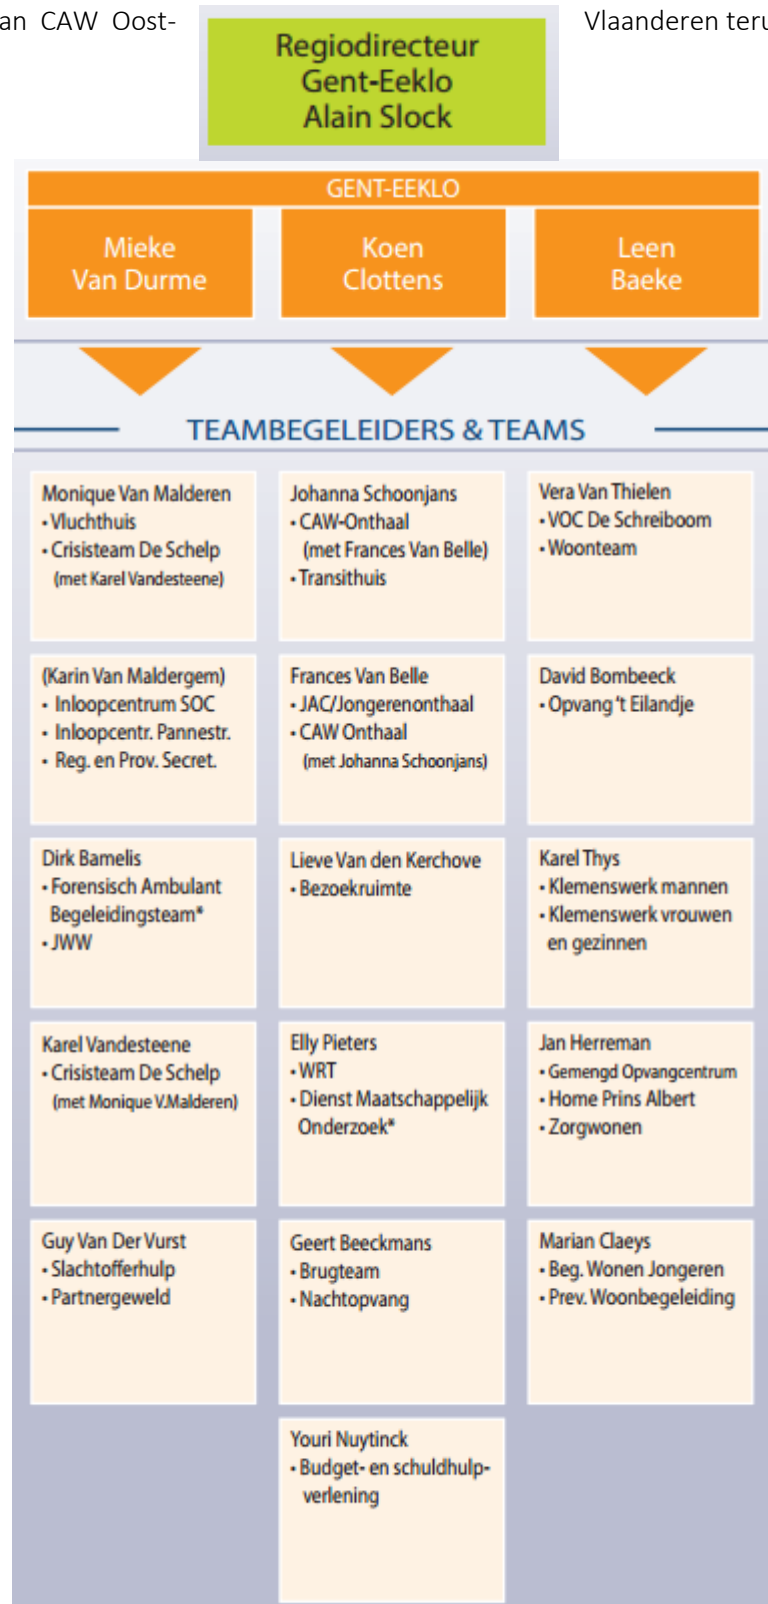 an CAW Oost-
Vlaanderen teru
Regiodirecteur
Gent-Eeklo
Alain Slock
GENT-EEKLO
Mieke
Van Durme
Koen
Clottens
Leen
Baeke
TEAMBEGELEIDERS & TEAMS
Monique Van Malderen
• Vluchthuis
• Crisisteam De Schelp
(met Karel Vandesteene)
Johanna Schoonjans
• CAW-Onthaal
(met Frances Van Belle)
• Transithuis
Vera Van Thielen
• VOC De Schreiboom
• Woonteam
(Karin Van Maldergem)
• Inloopcentrum SOC
• Inloopcentr. Pannestr.
• Reg. en Prov. Secret.
Frances Van Belle
• JAC/Jongerenonthaal
• CAW Onthaal
(met Johanna Schoonjans)
David Bombeeck
• Opvang 't Eilandje
Dirk Bamelis
• Forensisch Ambulant
Begeleidingsteam*
• JWW
Lieve Van den Kerchove
• Bezoekruimte
Karel Thys
• Klemenswerk mannen
• Klemenswerk vrouwen
en gezinnen
Karel Vandesteene
• Crisisteam De Schelp
(met Monique V.Malderen)
Elly Pieters
• WRT
• Dienst Maatschappelijk
Onderzoek*
Jan Herreman
• Gemengd Opvangcentrum
• Home Prins Albert
• Zorgwonen
Guy Van Der Vurst
• Slachtofferhulp
• Partnergeweld
Geert Beeckmans
• Brugteam
• Nachtopvang
Marian Claeys
• Beg. Wonen Jongeren
• Prev. Woonbegeleiding
Youri Nuytinck
• Budget- en schuldhulp-
verlening